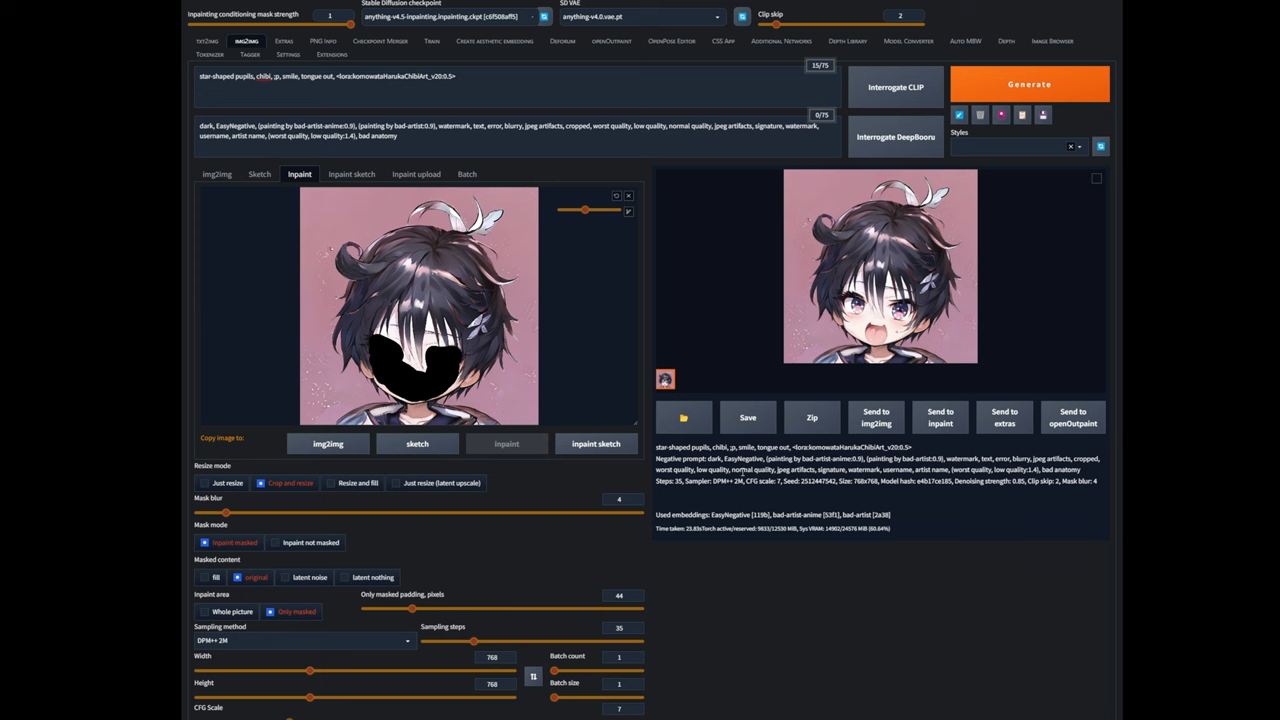 Inpainting conditioning mask strength
1
Stable Diffusion checkpoint
anything-v4.5-inpainting.inpainting.ckpt [c6f508aff5]
SD VAE
anything-v4.0.vae.pt
Clip skip
2
TXT2IMG IMG2IMG EXTRAS PNG INFO CHECKPOINT MERGER TRAIN CREATE AESTHETIC EMBEDDING DEFORUM OPENOUTPAINT OPENPOSE EDITOR CSS APP ADDITIONAL NETWORKS DEPTH LIBRARY MODEL CONVERTER AUTO MBW DEPTH IMAGE BROWSER
TOKENIZER TAGGER SETTINGS EXTENSIONS
15/75
star-shaped pupils, chibi, ;p, smile, tongue out, <lora:komowataHarukaChibiArt_v20:0.5>
Interrogate CLIP
Generate
0/75
dark, EasyNegative, (painting by bad-artist-anime:0.9), (painting by bad-artist:0.9), watermark, text, error, blurry, jpeg artifacts, cropped, worst quality, low quality, normal quality, jpeg artifacts, signature, watermark,
username, artist name, (worst quality, low quality:1.4), bad anatomy
Interrogate DeepBooru
Styles
img2img Sketch Inpaint Inpaint sketch Inpaint upload Batch
Copy image to:
img2img sketch inpaint inpaint sketch
Save Zip
Send to img2img
Send to inpaint
Send to extras
Send to openOutpaint
star-shaped pupils, chibi, ;p, smile, tongue out, <lora:komowataHarukaChibiArt_v20:0.5>
Negative prompt: dark, EasyNegative, (painting by bad-artist-anime:0.9), (painting by bad-artist:0.9), watermark, text, error, blurry, jpeg artifacts, cropped,
worst quality, low quality, normal quality, jpeg artifacts, signature, watermark, username, artist name, (worst quality, low quality:1.4), bad anatomy
Steps: 35, Sampler: DPM++ 2M, CFG scale: 7, Seed: 2512447542, Size: 768x768, Model hash: e4b17ce185, Denoising strength: 0.85, Clip skip: 2, Mask blur: 4
Used embeddings: EasyNegative [119b], bad-artist-anime [53f1], bad-artist [2a38]
Time taken: 23.83sTorch active/reserved: 9833/12530 MiB, Sys VRAM: 14902/24576 MiB (60.64%)
Resize mode
Just resize Crop and resize Resize and fill Just resize (latent upscale)
Mask blur
4
Mask mode
Inpaint masked Inpaint not masked
Masked content
fill original latent noise latent nothing
Inpaint area
Whole picture Only masked
Only masked padding, pixels
44
Sampling method
DPM++ 2M
Sampling steps
35
Width
768
Batch count
1
Height
768
Batch size
1
CFG Scale
7